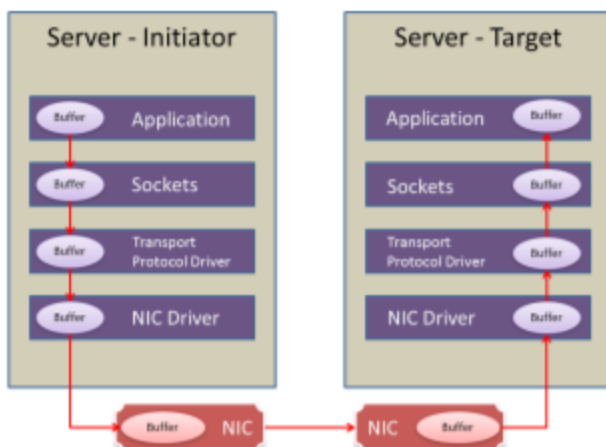 Server - Initiator
Buffer Application
Buffer Sockets
Buffer Transport
Protocol Driver
Buffer NIC Driver
Buffer NIC
Server - Target
Application Buffer
Sockets Buffer
Transport
Protocol Driver Buffer
NIC Driver Buffer
NIC Buffer